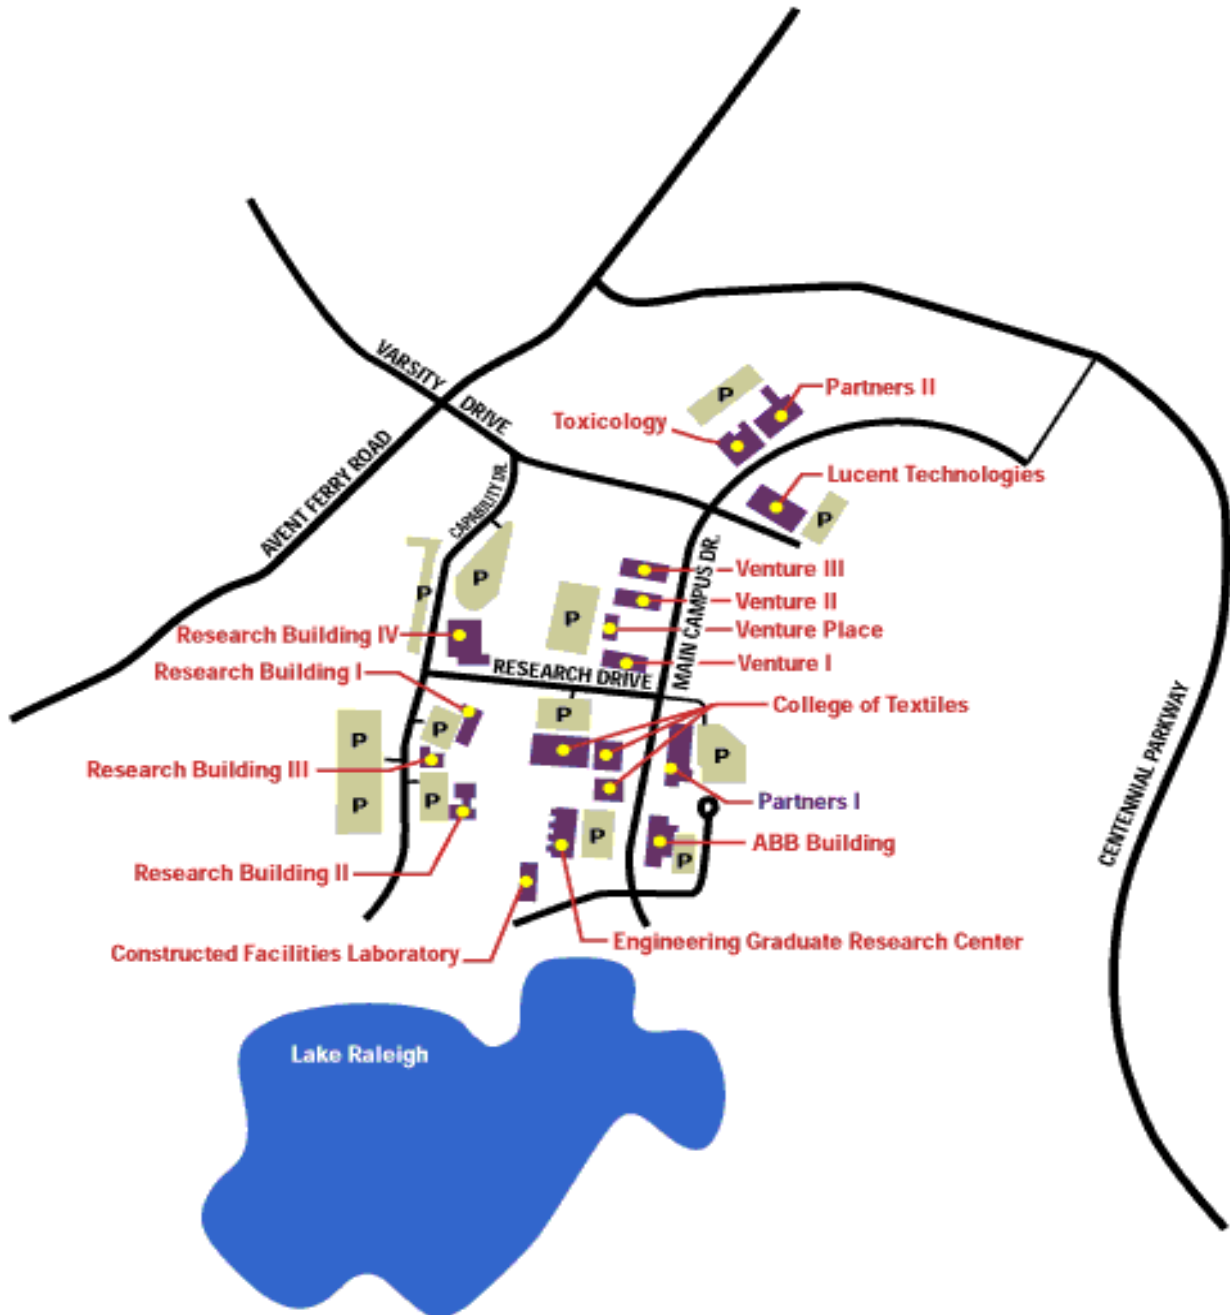 VARSITY
DRIVE
AVENT FERRY ROAD
CAPABILITY DR.
P
Partners II
Toxicology
Lucent Technologies
P
P
P
P
MAIN CAMPUS DR.
Venture III
Venture II
Venture Place
Venture I
Research Building IV
Research Building I
RESEARCH DRIVE
College of Textiles
CENTENNIAL PARKWAY
P
P
P
P
Research Building III
P
P
Partners I
P
P
ABB Building
Research Building II
Engineering Graduate Research Center
Constructed Facilities Laboratory
Lake Raleigh